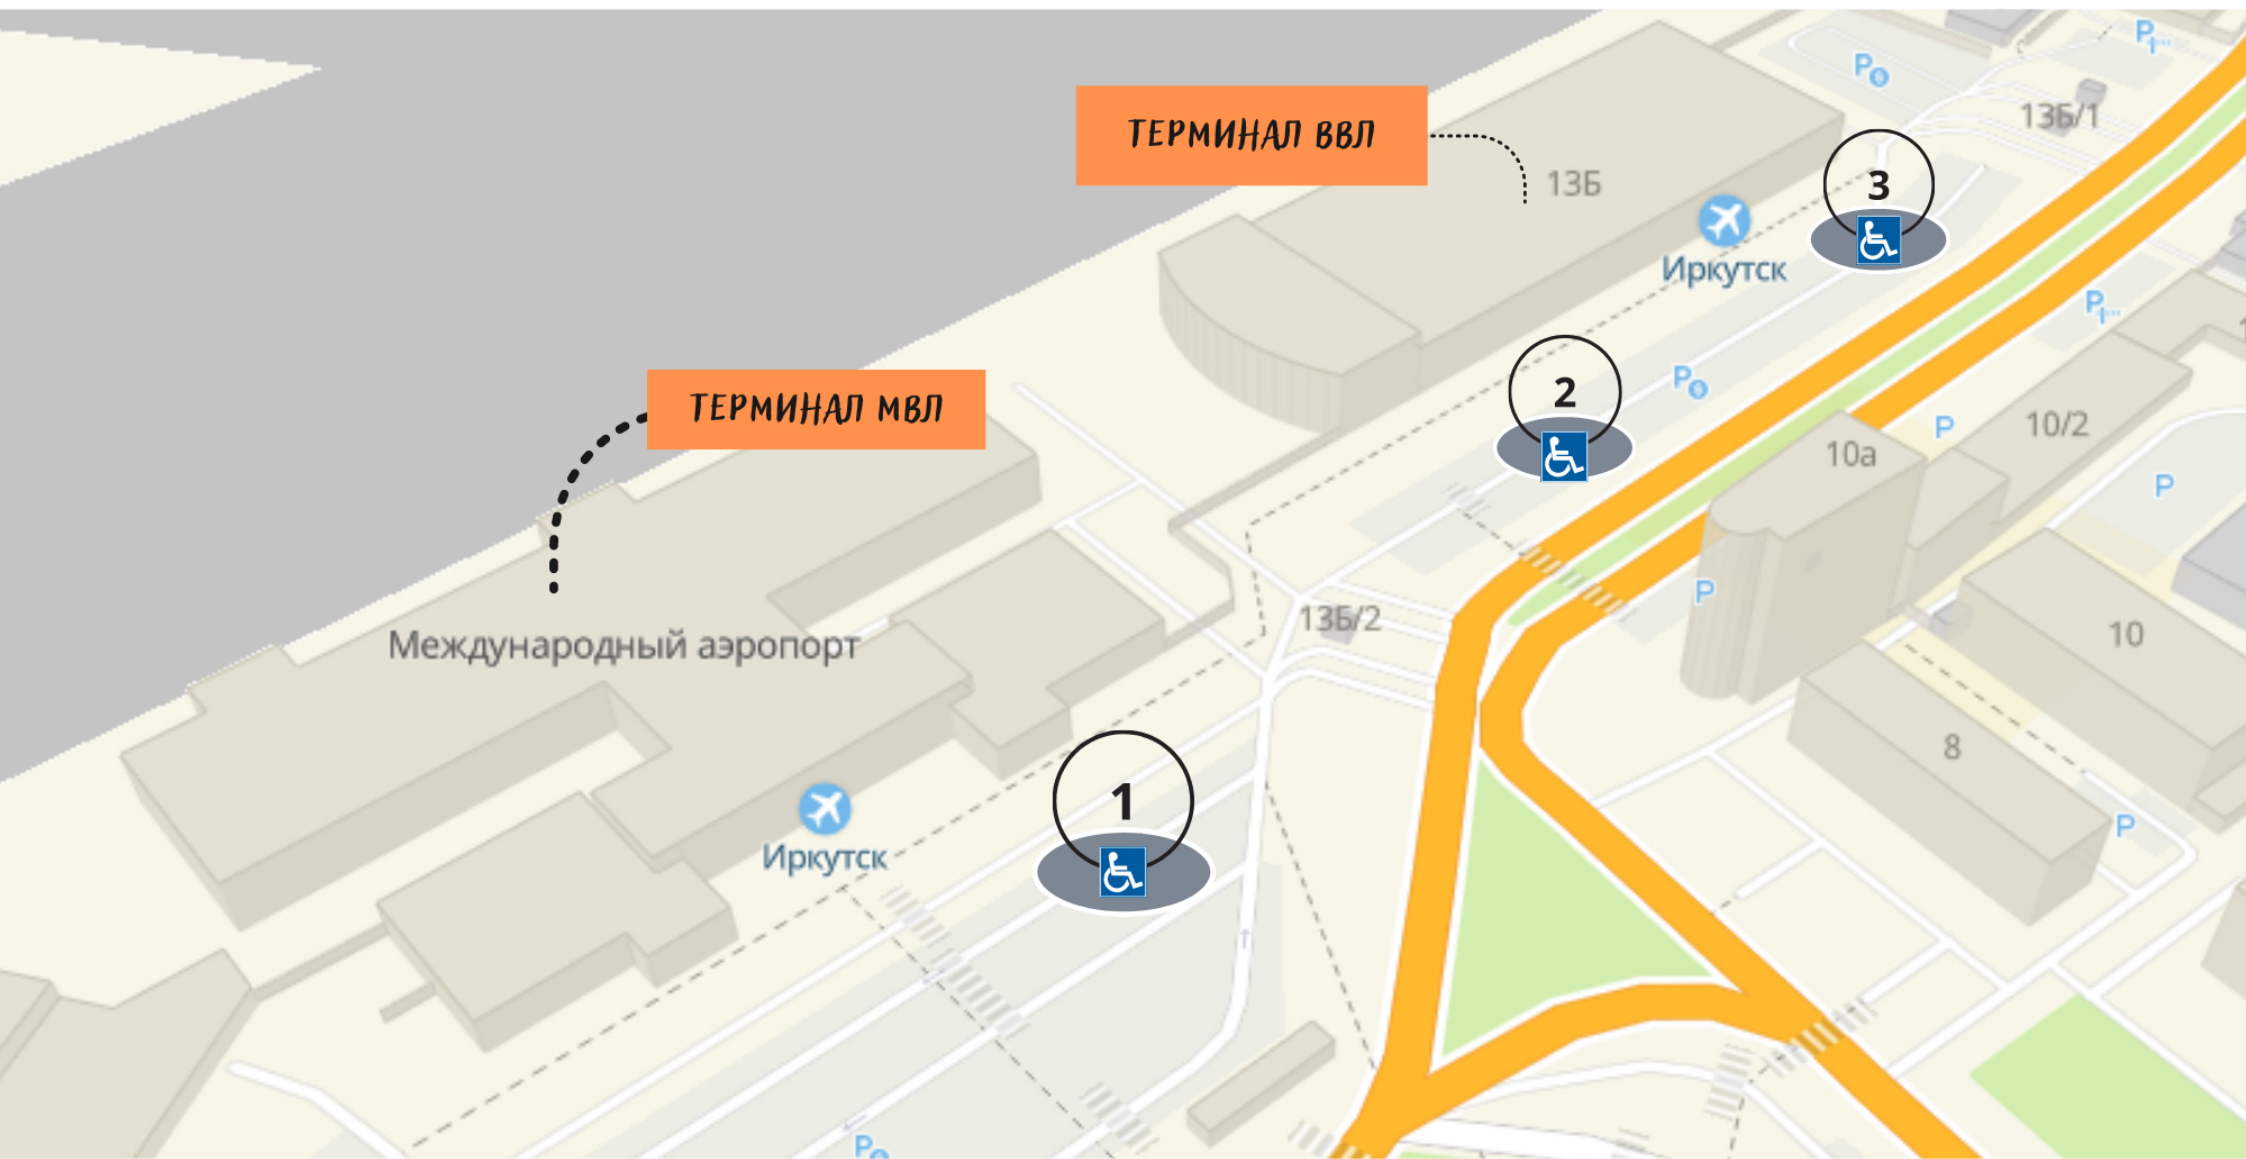 ТЕРМИНАЛ ВВЛ
13Б
13Б/1
3
Иркутск
2
ТЕРМИНАЛ МВЛ
10а
10/2
P
P
P
13Б/2
Международный аэропорт
10
8
1
P
Иркутск
P
P
P
P
P
P